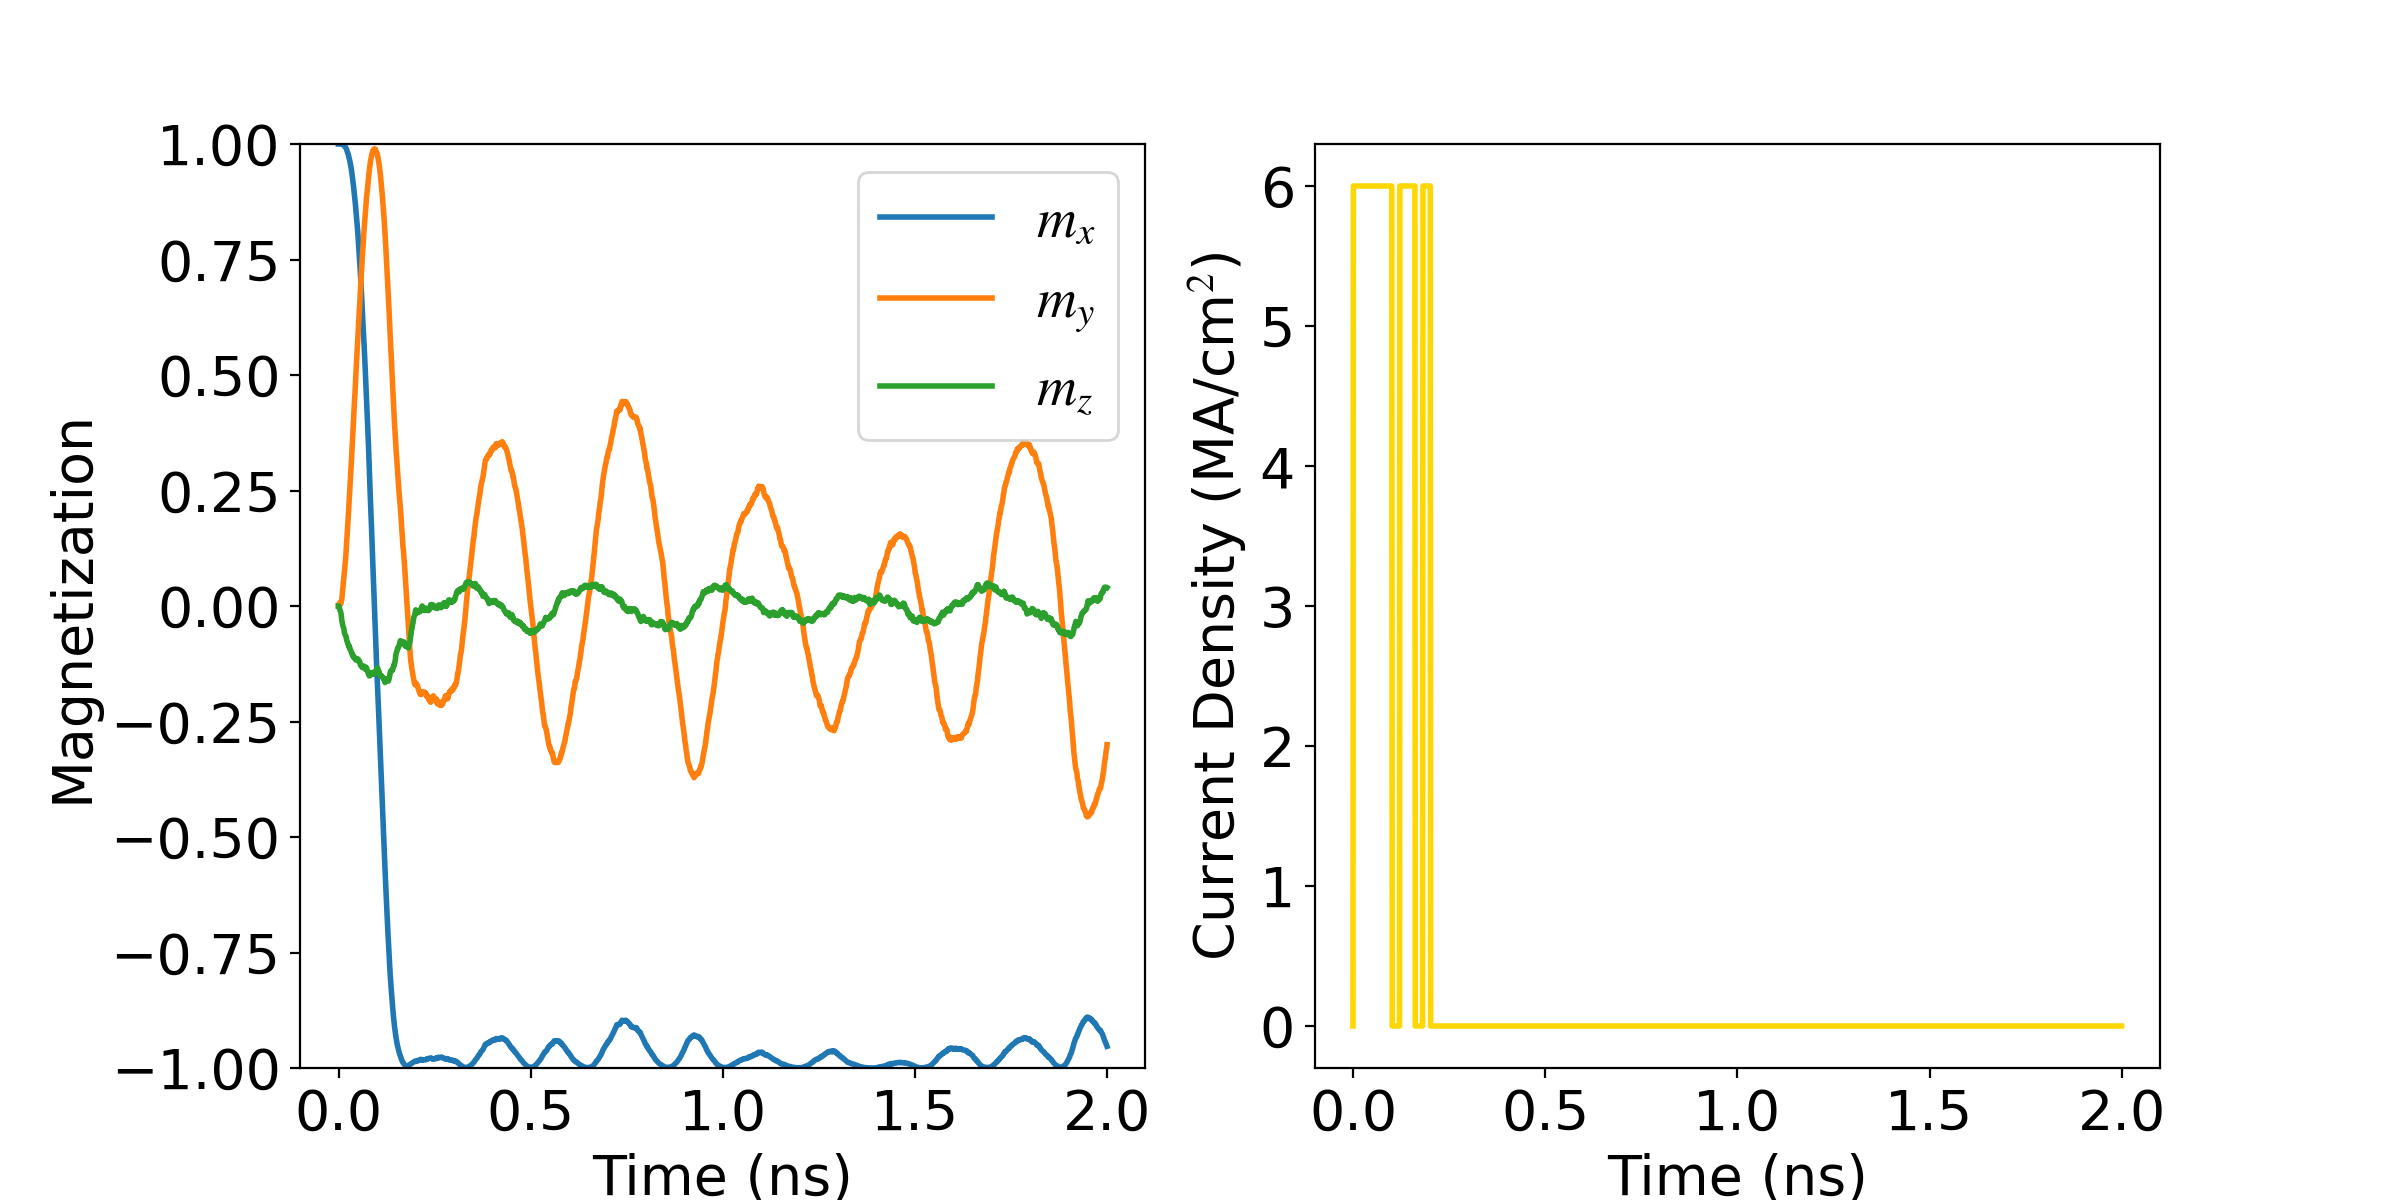 Magnetization
1.00
0.75
0.50
0.25
0.00
−0.25
−0.50
−0.75
−1.00
0.0 0.5 1.0 1.5 2.0
Time (ns)
m_x
m_y
m_z
Current Density (MA/cm²)
6
5
4
3
2
1
0
0.0 0.5 1.0 1.5 2.0
Time (ns)